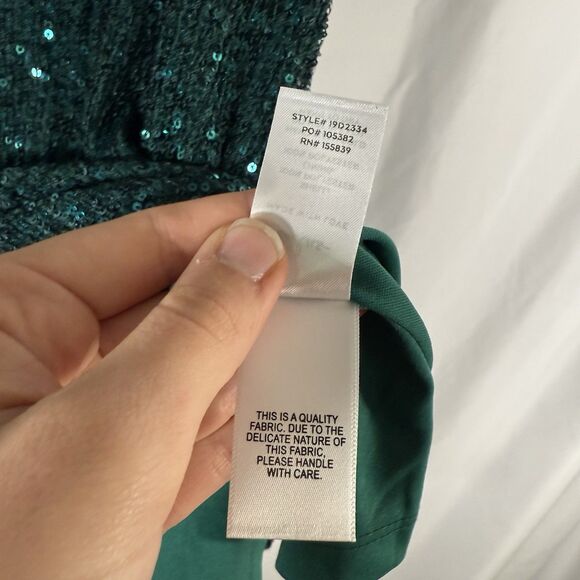 STYLE# 19D2334
PO# 105382
RN# 155839
THIS IS A QUALITY
FABRIC. DUE TO THE
DELICATE NATURE OF
THIS FABRIC,
PLEASE HANDLE
WITH CARE.